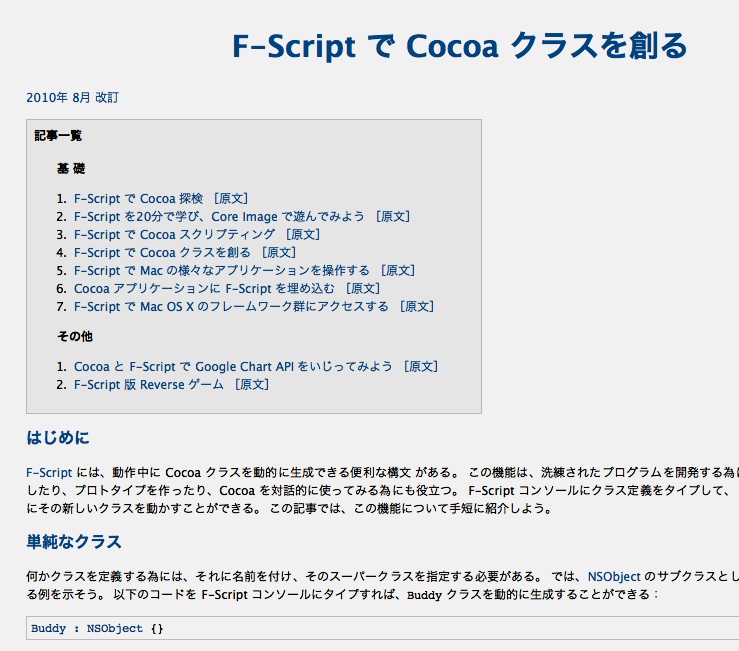 F-Script で Cocoa クラスを創る
2010年 8月 改訂
記事一覧
基 礎
1. F-Script で Cocoa 探検 [原文]
2. F-Script を20分で学び、Core Image で遊んでみよう [原文]
3. F-Script で Cocoa スクリプティング [原文]
4. F-Script で Cocoa クラスを創る [原文]
5. F-Script で Mac の様々なアプリケーションを操作する [原文]
6. Cocoa アプリケーションに F-Script を埋め込む [原文]
7. F-Script で Mac OS X のフレームワーク群にアクセスする [原文]
その他
1. Cocoa と F-Script で Google Chart API をいじってみよう [原文]
2. F-Script 版 Reverse ゲーム [原文]
はじめに
F-Script には、動作中に Cocoa クラスを動的に生成できる便利な構文 がある。 この機能は、洗練されたプログラムを開発する為に
したり、プロトタイプを作ったり、Cocoa を対話的に使ってみる為にも役立つ。 F-Script コンソールにクラス定義をタイプして、
にその新しいクラスを動かすことができる。 この記事では、この機能について手短に紹介しよう。
単純なクラス
何かクラスを定義する為には、それに名前を付け、そのスーパークラスを指定する必要がある。 では、NSObject のサブクラスとし
る例を示そう。 以下のコードを F-Script コンソールにタイプすれば、Buddy クラスを動的に生成することができる：
Buddy : NSObject {}